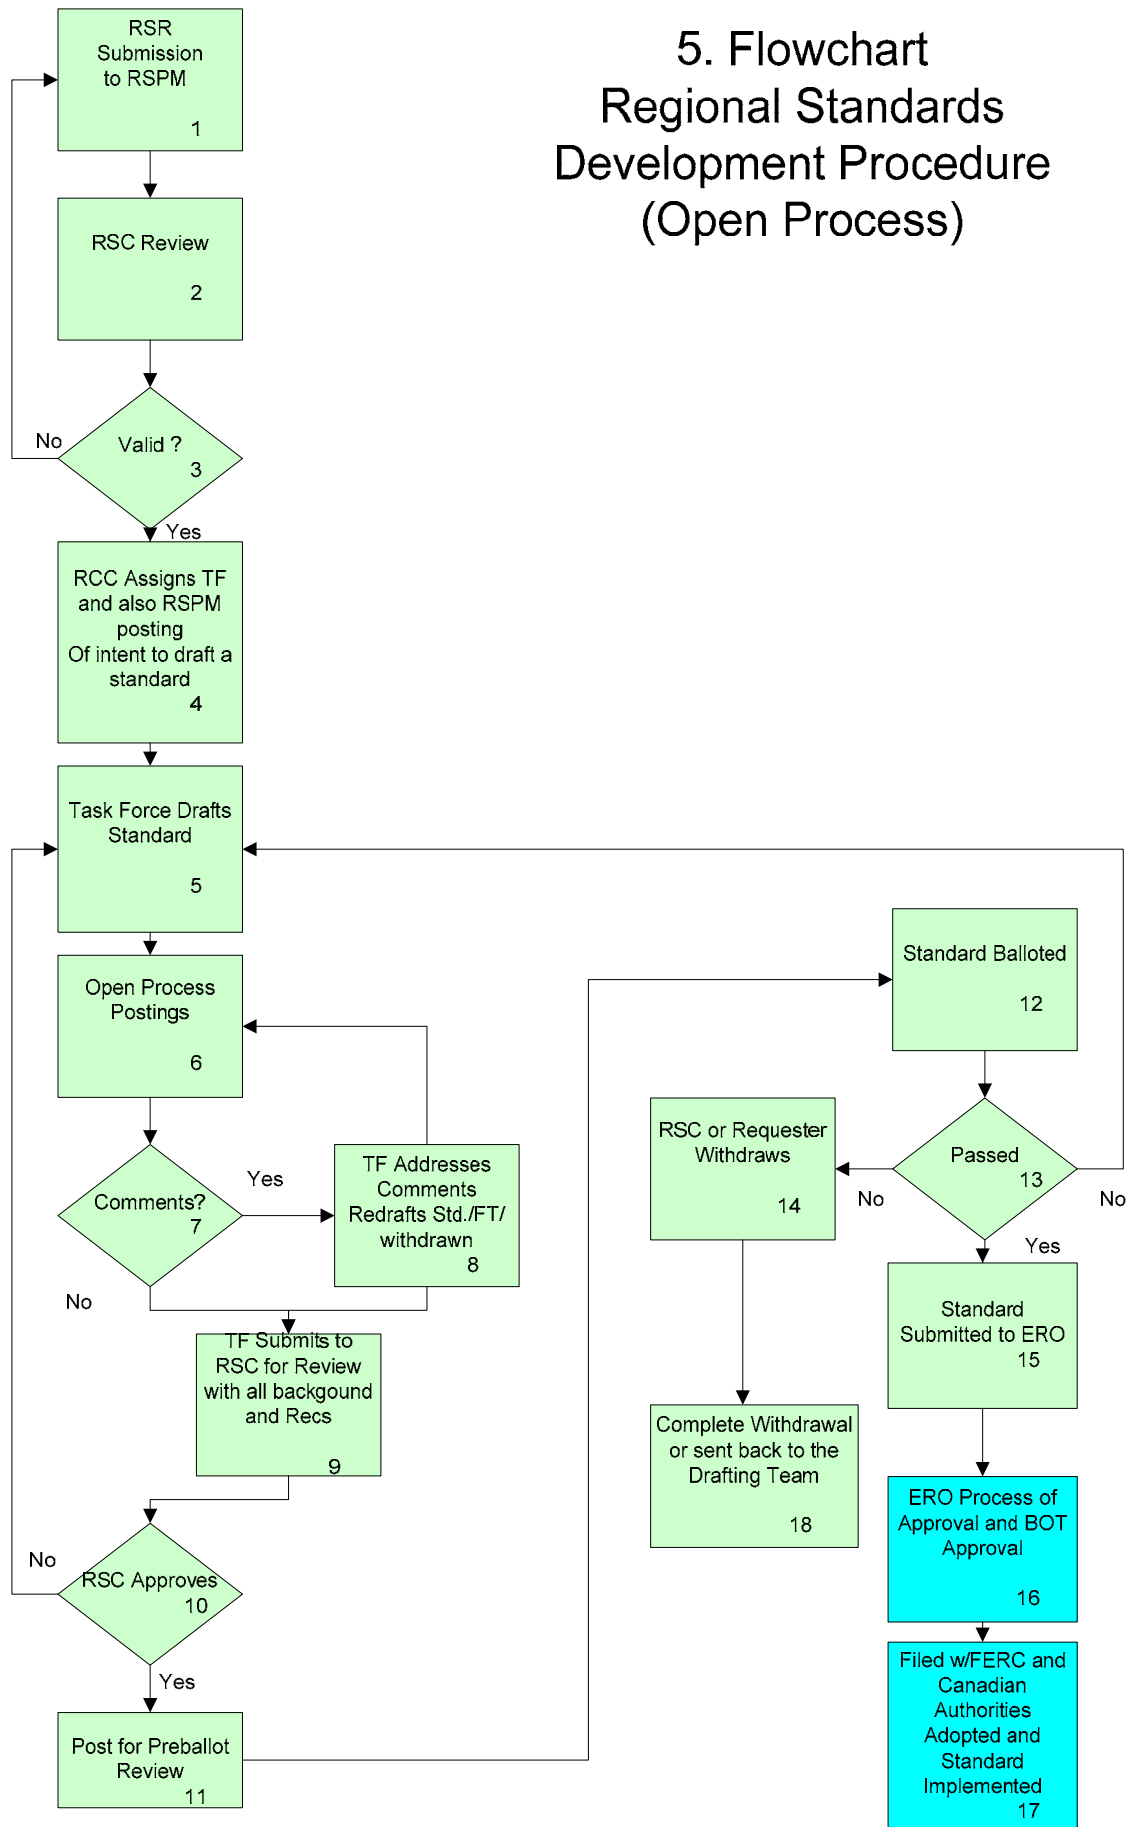 5. Flowchart
Regional Standards
Development Procedure
(Open Process)
RSR
Submission
to RSPM
1
RSC Review
2
Valid ?
3
No
Yes
RCC Assigns TF
and also RSPM
posting
Of intent to draft a
standard
4
Task Force Drafts
Standard
5
Open Process
Postings
6
Comments?
7
Yes
No
TF Addresses
Comments
Redrafts Std./FT/
withdrawn
8
TF Submits to
RSC for Review
with all backgound
and Recs
9
RSC Approves
10
No
Yes
Post for Preballot
Review
11
Standard Balloted
12
Passed
13
No
No
Yes
RSC or Requester
Withdraws
14
Standard
Submitted to ERO
15
Complete Withdrawal
or sent back to the
Drafting Team
18
ERO Process of
Approval and BOT
Approval
16
Filed w/FERC and
Canadian
Authorities
Adopted and
Standard
Implemented
17